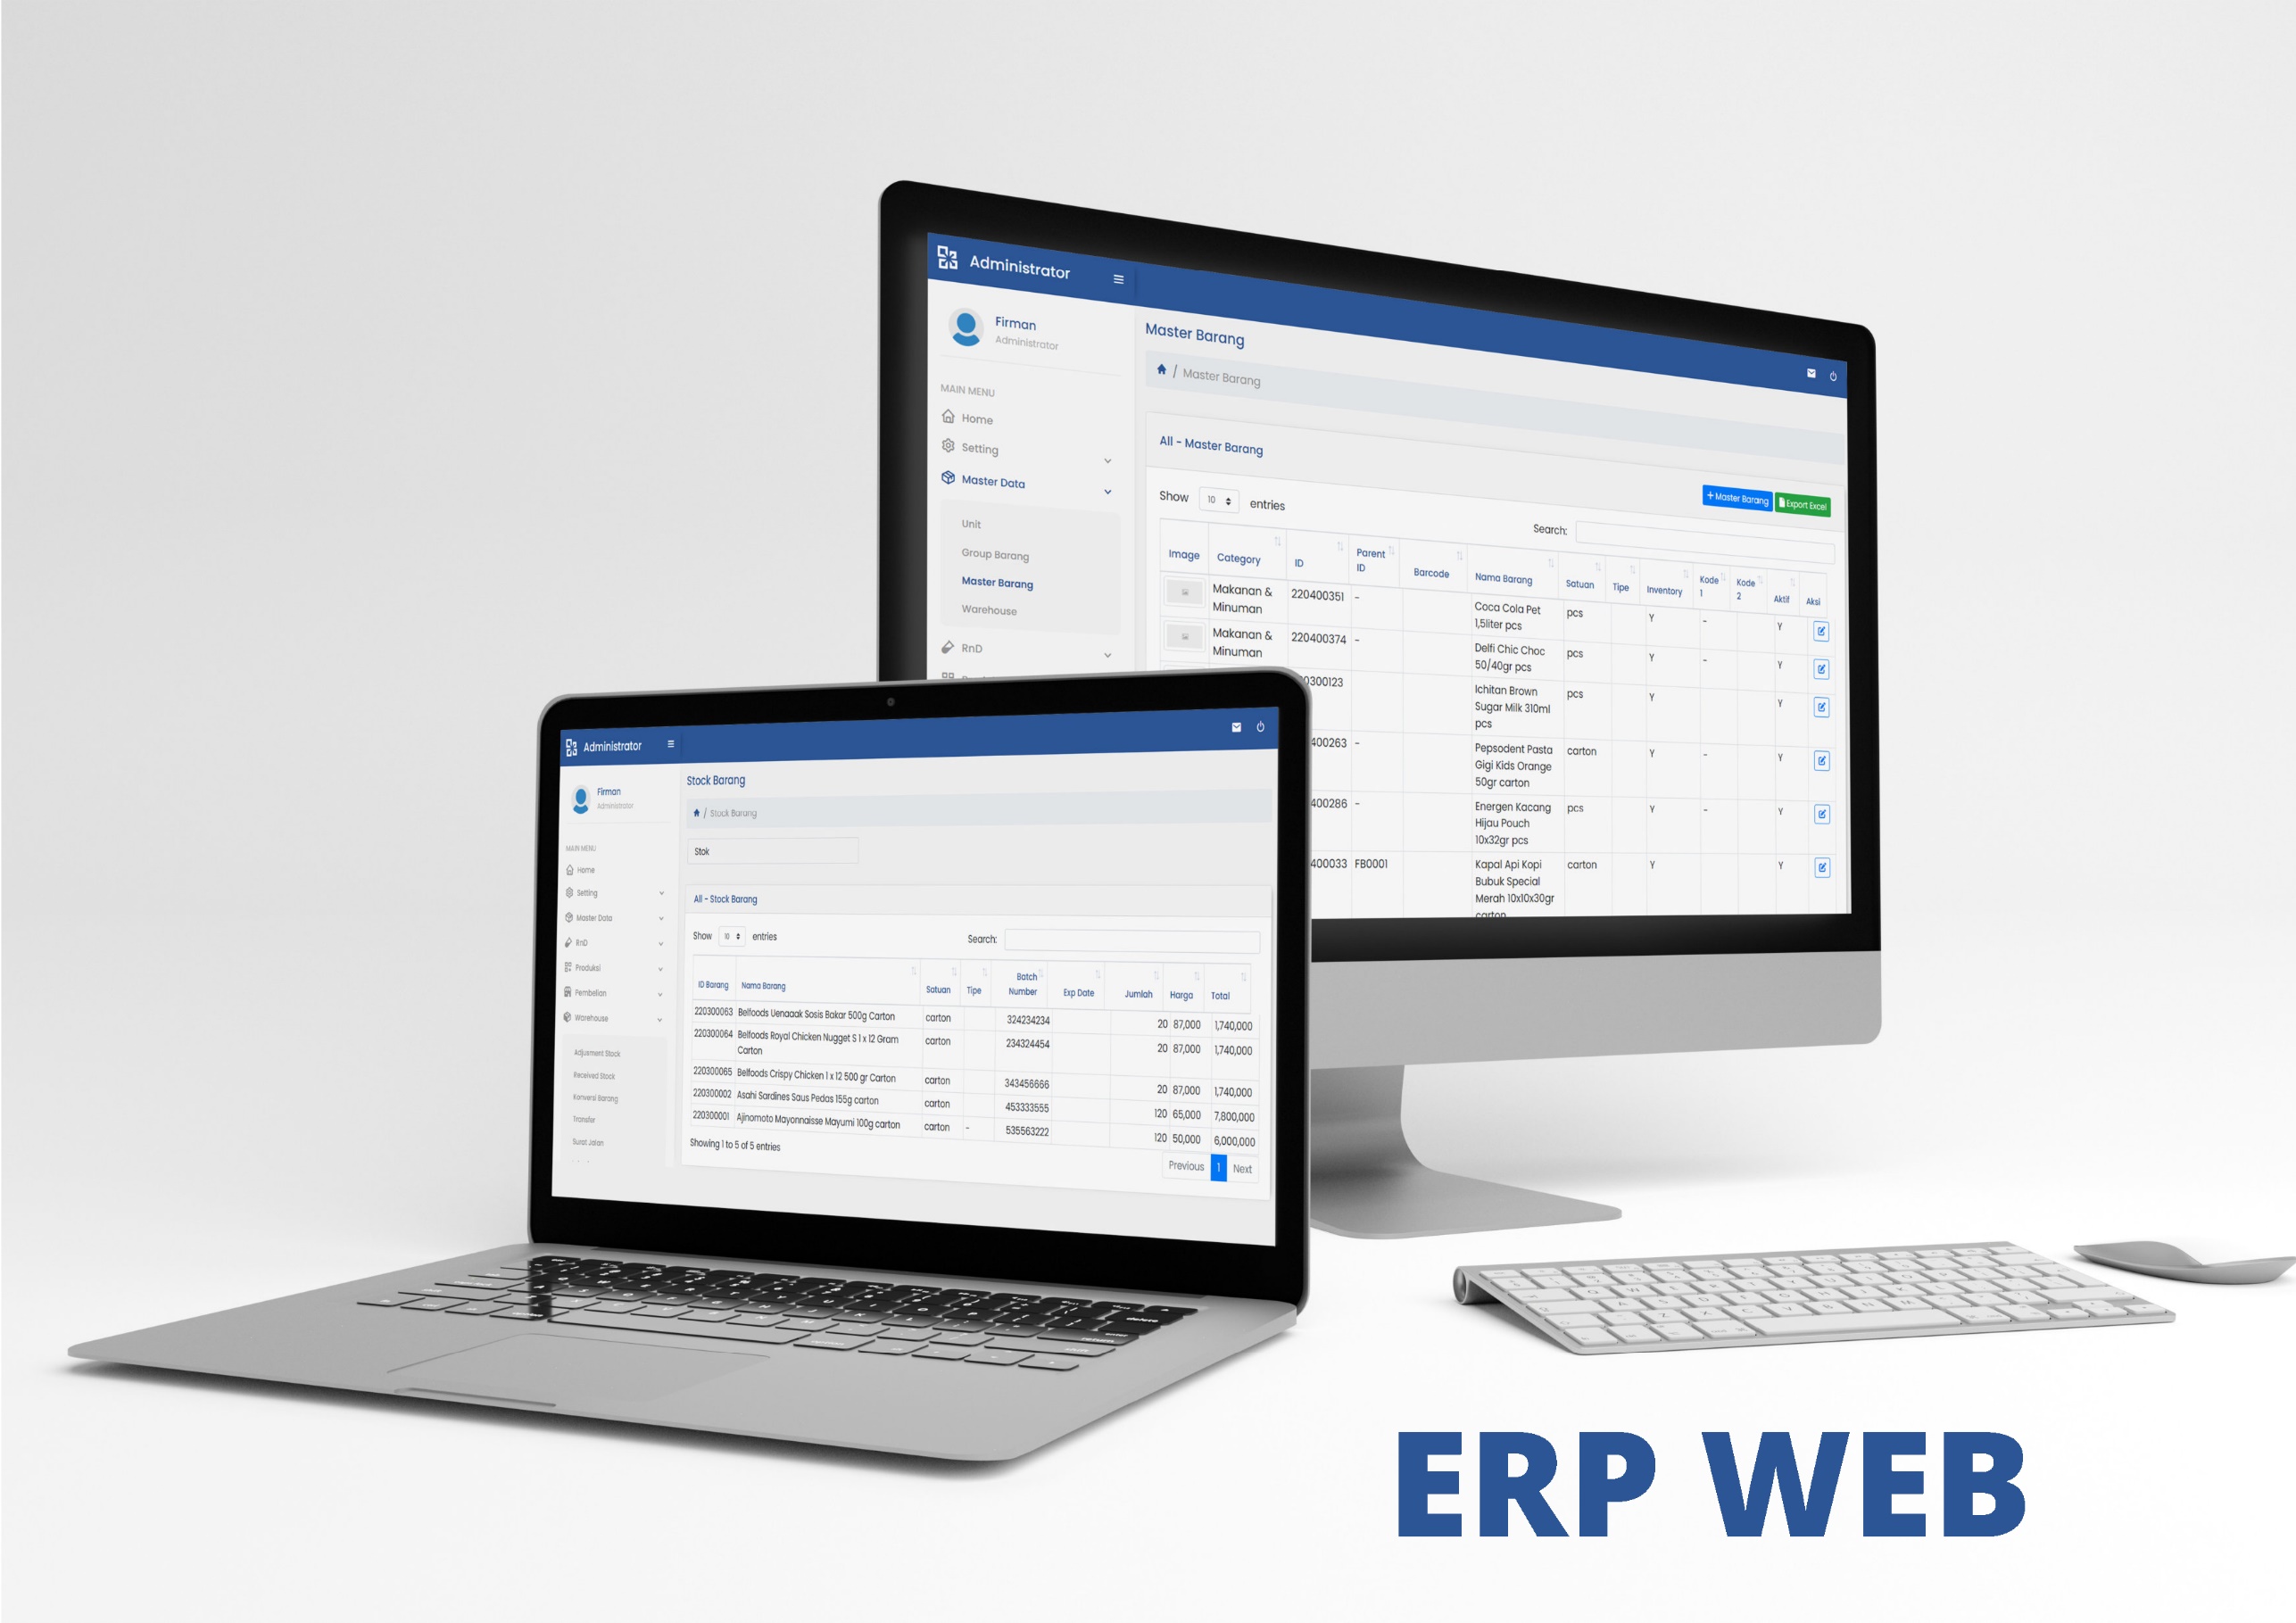 Administrator
Firman
Administrator
MAIN MENU
Home
Setting
Master Data
Unit
Group Barang
Master Barang
Warehouse
RnD
Master Barang
/ Master Barang
All - Master Barang
+ Master Barang Export Excel
Show 10 entries
Search:
Image Category ID Parent ID Barcode Nama Barang Satuan Tipe Inventory Kode 1 Kode 2 Aktif Aksi
Makanan & Minuman 220400351 - Coca Cola Pet 1,5liter pcs pcs Y - Y
Makanan & Minuman 220400374 - Delfi Chic Choc 50/40gr pcs pcs Y - Y
0300123 Ichitan Brown Sugar Milk 310ml pcs pcs Y Y
400263 - Pepsodent Pasta Gigi Kids Orange 50gr carton carton Y - Y
400286 - Energen Kacang Hijau Pouch 10x32gr pcs pcs Y - Y
400033 FB0001 Kapal Api Kopi Bubuk Special Merah 10x10x30gr carton carton Y Y
Administrator
Firman
Administrator
MAIN MENU
Home
Setting
Master Data
RnD
Produksi
Pembelian
Warehouse
Adjusment Stock
Received Stock
Konversi Barang
Transfer
Surat Jalan
Stock Barang
/ Stock Barang
Stok
All - Stock Barang
Show 10 entries
Search:
ID Barang Nama Barang Satuan Tipe Batch Number Exp Date Jumlah Harga Total
220300063 Belfoods Uenaaak Sosis Bakar 500g Carton carton 324234234 20 87,000 1,740,000
220300064 Belfoods Royal Chicken Nugget S 1 x 12 Gram Carton carton 234324454 20 87,000 1,740,000
220300065 Belfoods Crispy Chicken 1 x 12 500 gr Carton carton 343456666 20 87,000 1,740,000
220300002 Asahi Sardines Saus Pedas 155g carton carton 453333555 120 65,000 7,800,000
220300001 Ajinomoto Mayonnaisse Mayumi 100g carton carton - 535563222 120 50,000 6,000,000
Showing 1 to 5 of 5 entries
Previous 1 Next
ERP WEB